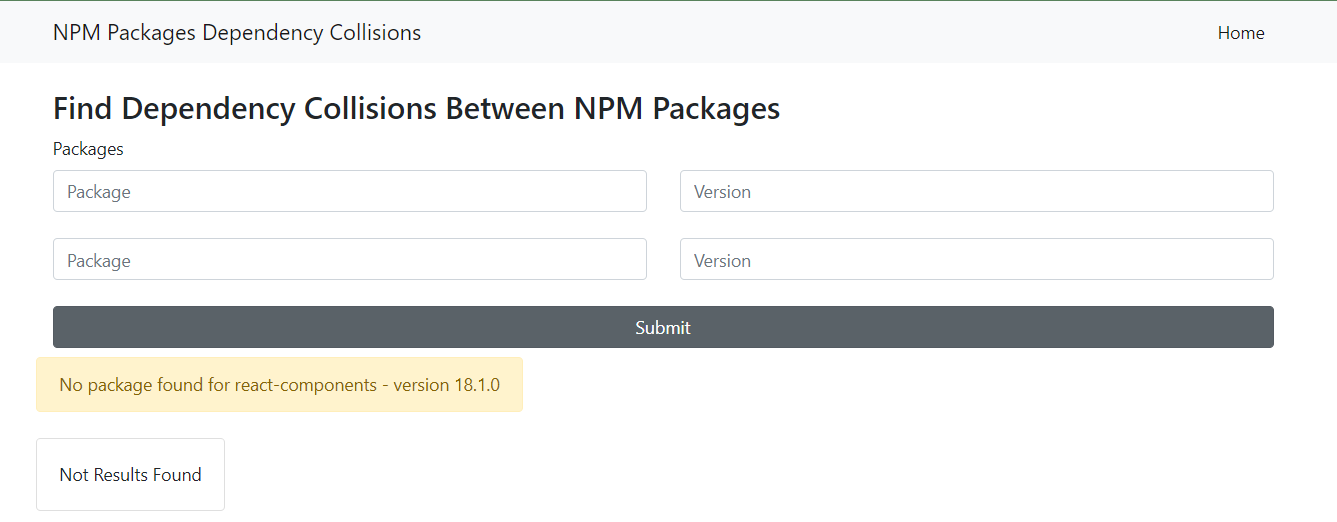 NPM Packages Dependency Collisions Home
Find Dependency Collisions Between NPM Packages
Packages
Package Version
Package Version
Submit
No package found for react-components - version 18.1.0
Not Results Found